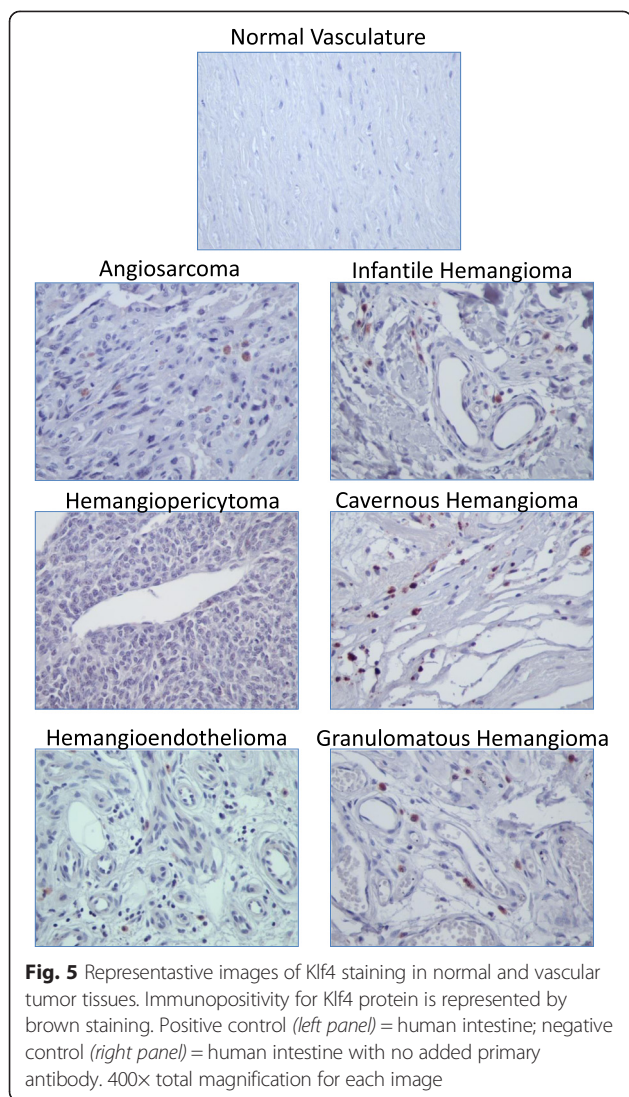 Normal Vasculature
Angiosarcoma
Infantile Hemangioma
Hemangiopericytoma
Cavernous Hemangioma
Hemangioendothelioma
Granulomatous Hemangioma
Fig. 5 Representastive images of Klf4 staining in normal and vascular
tumor tissues. Immunopositivity for Klf4 protein is represented by
brown staining. Positive control (left panel) = human intestine; negative
control (right panel) = human intestine with no added primary
antibody. 400× total magnification for each image